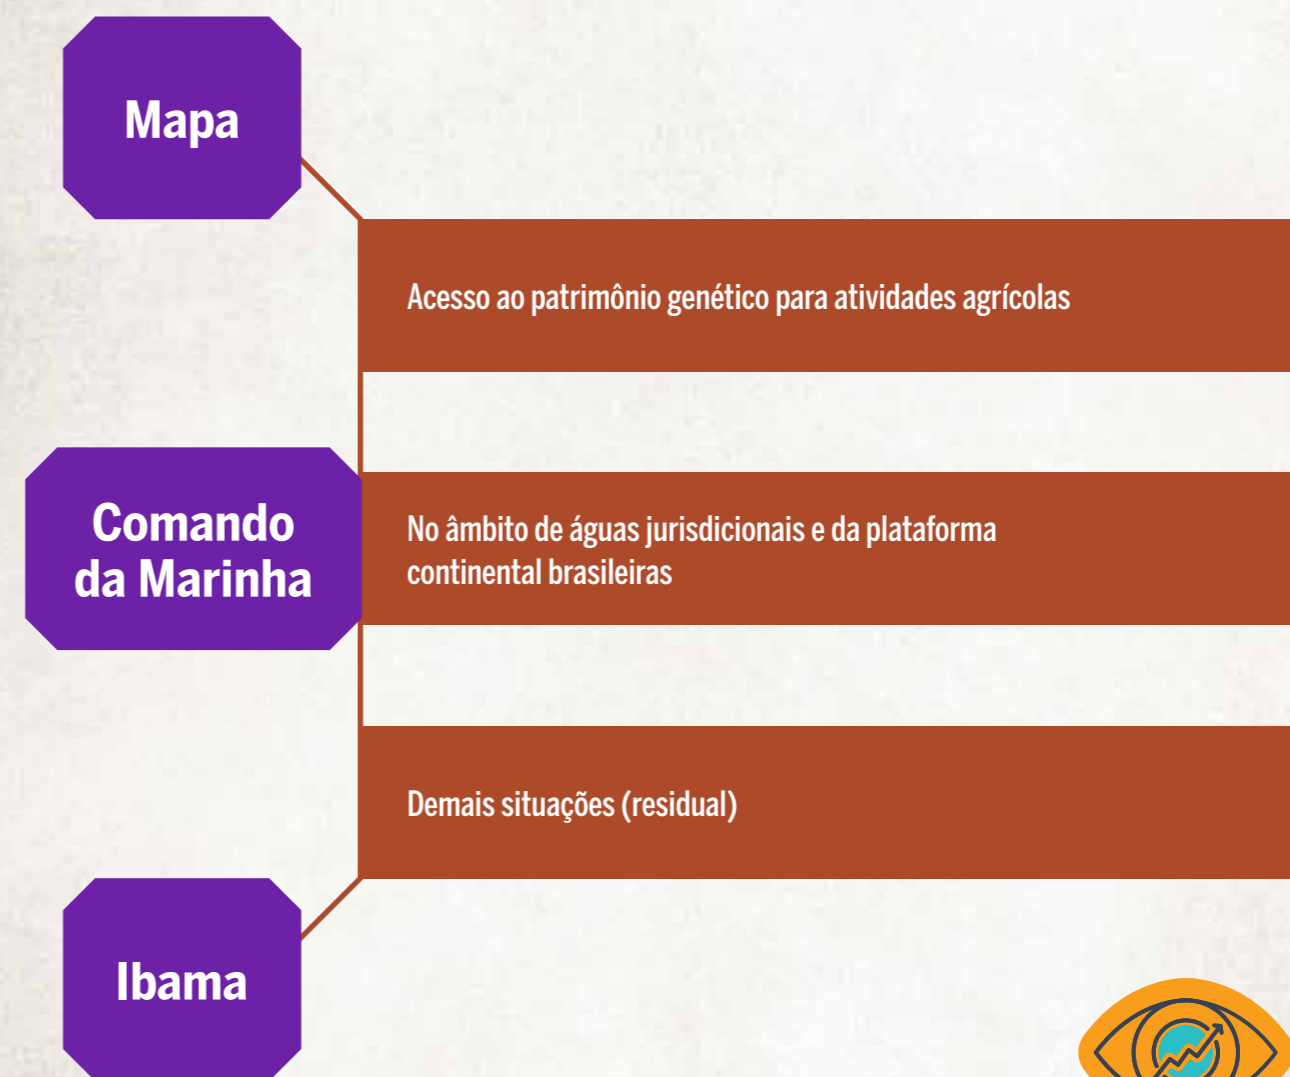 Mapa
Acesso ao patrimônio genético para atividades agrícolas
Comando
da Marinha
No âmbito de águas jurisdicionais e da plataforma
continental brasileiras
Demais situações (residual)
Ibama